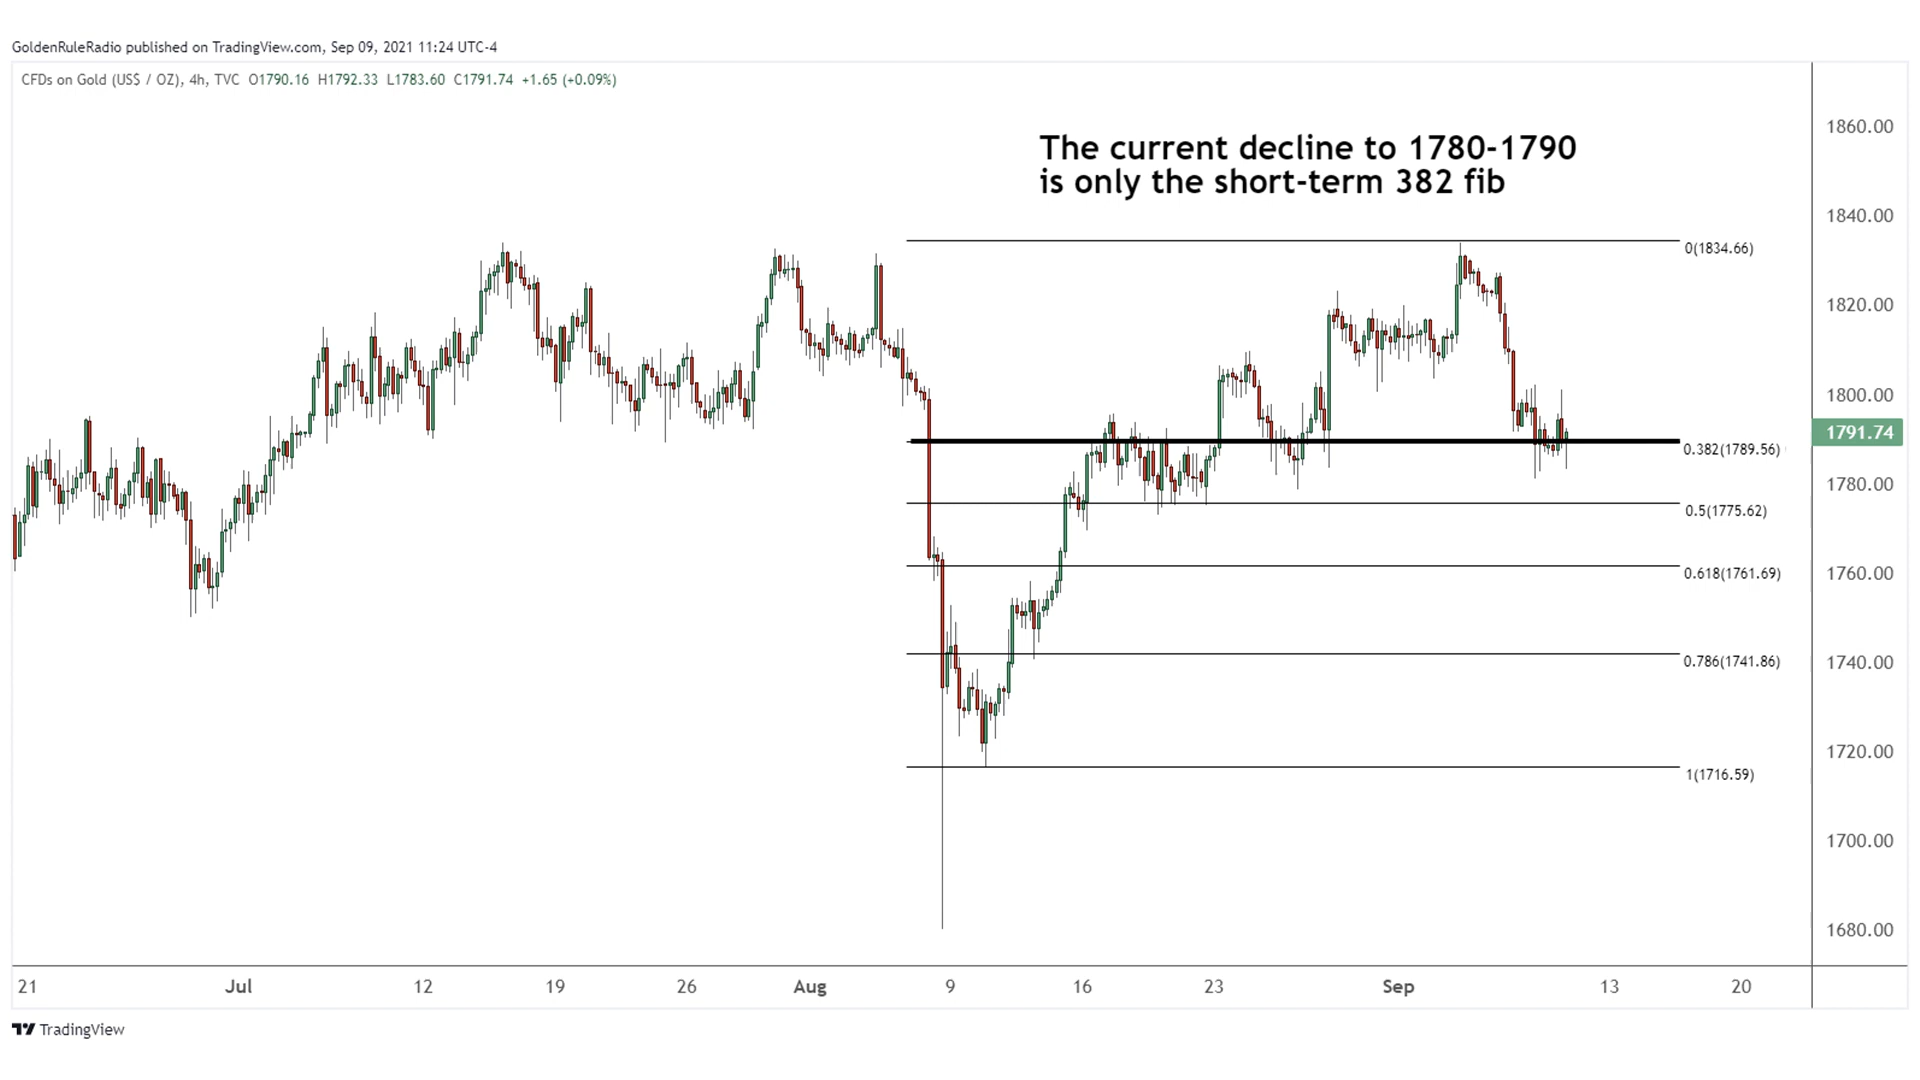 GoldenRuleRadio published on TradingView.com, Sep 09, 2021 11:24 UTC-4
CFDs on Gold (US$ / OZ), 4h, TVC O1790.16 H1792.33 L1783.60 C1791.74 +1.65 (+0.09%)
The current decline to 1780-1790
is only the short-term 382 fib
1860.00
1840.00
0(1834.66)
1820.00
1800.00
1791.74
0.382(1789.56)
1780.00
0.5(1775.62)
0.618(1761.69)
1760.00
0.786(1741.86)
1740.00
1720.00
1(1716.59)
1700.00
1680.00
21 Jul 12 19 26 Aug 9 16 23 Sep 13 20
TradingView